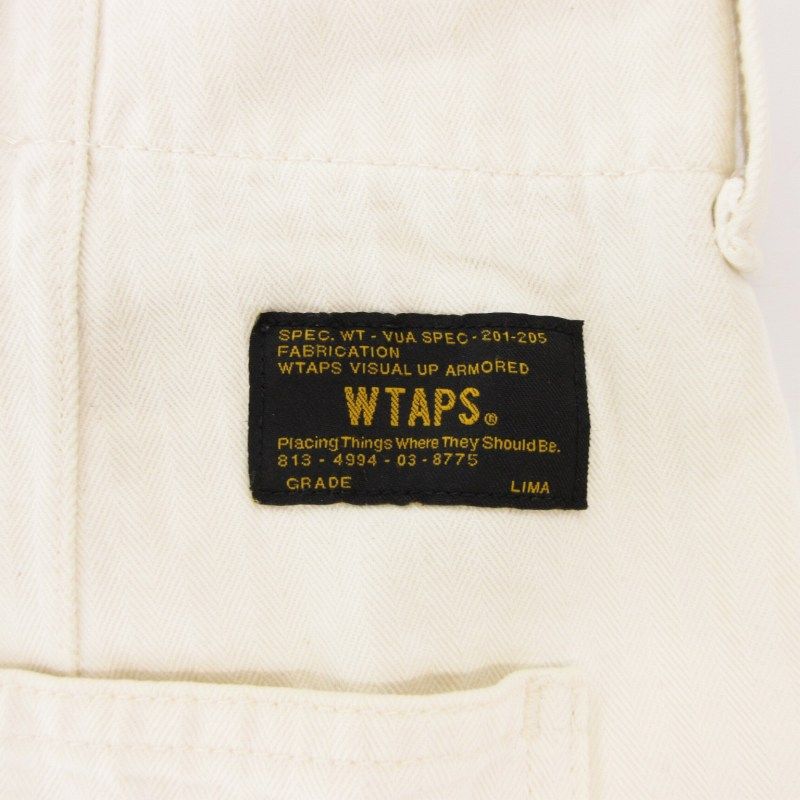 SPEC. WT - VUA SPEC - 201-205
FABRICATION
WTAPS VISUAL UP ARMORED
WTAPS®
Placing Things Where They Should Be.
813 - 4994 - 03 - 8775
GRADE LIMA